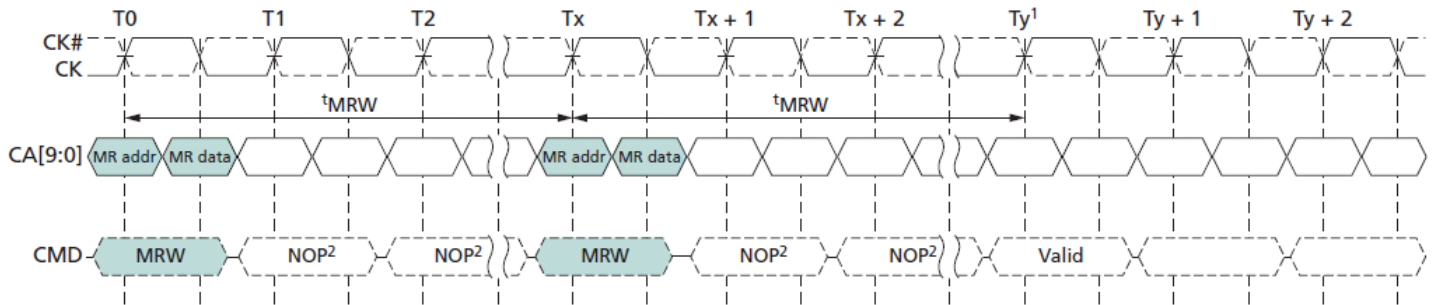 T0 T1 T2 Tx Tx + 1 Tx + 2 Ty¹ Ty + 1 Ty + 2
CK#
CK
ᵗMRW ᵗMRW
CA[9:0] MR addr MR data MR addr MR data
CMD MRW NOP² NOP² MRW NOP² NOP² Valid